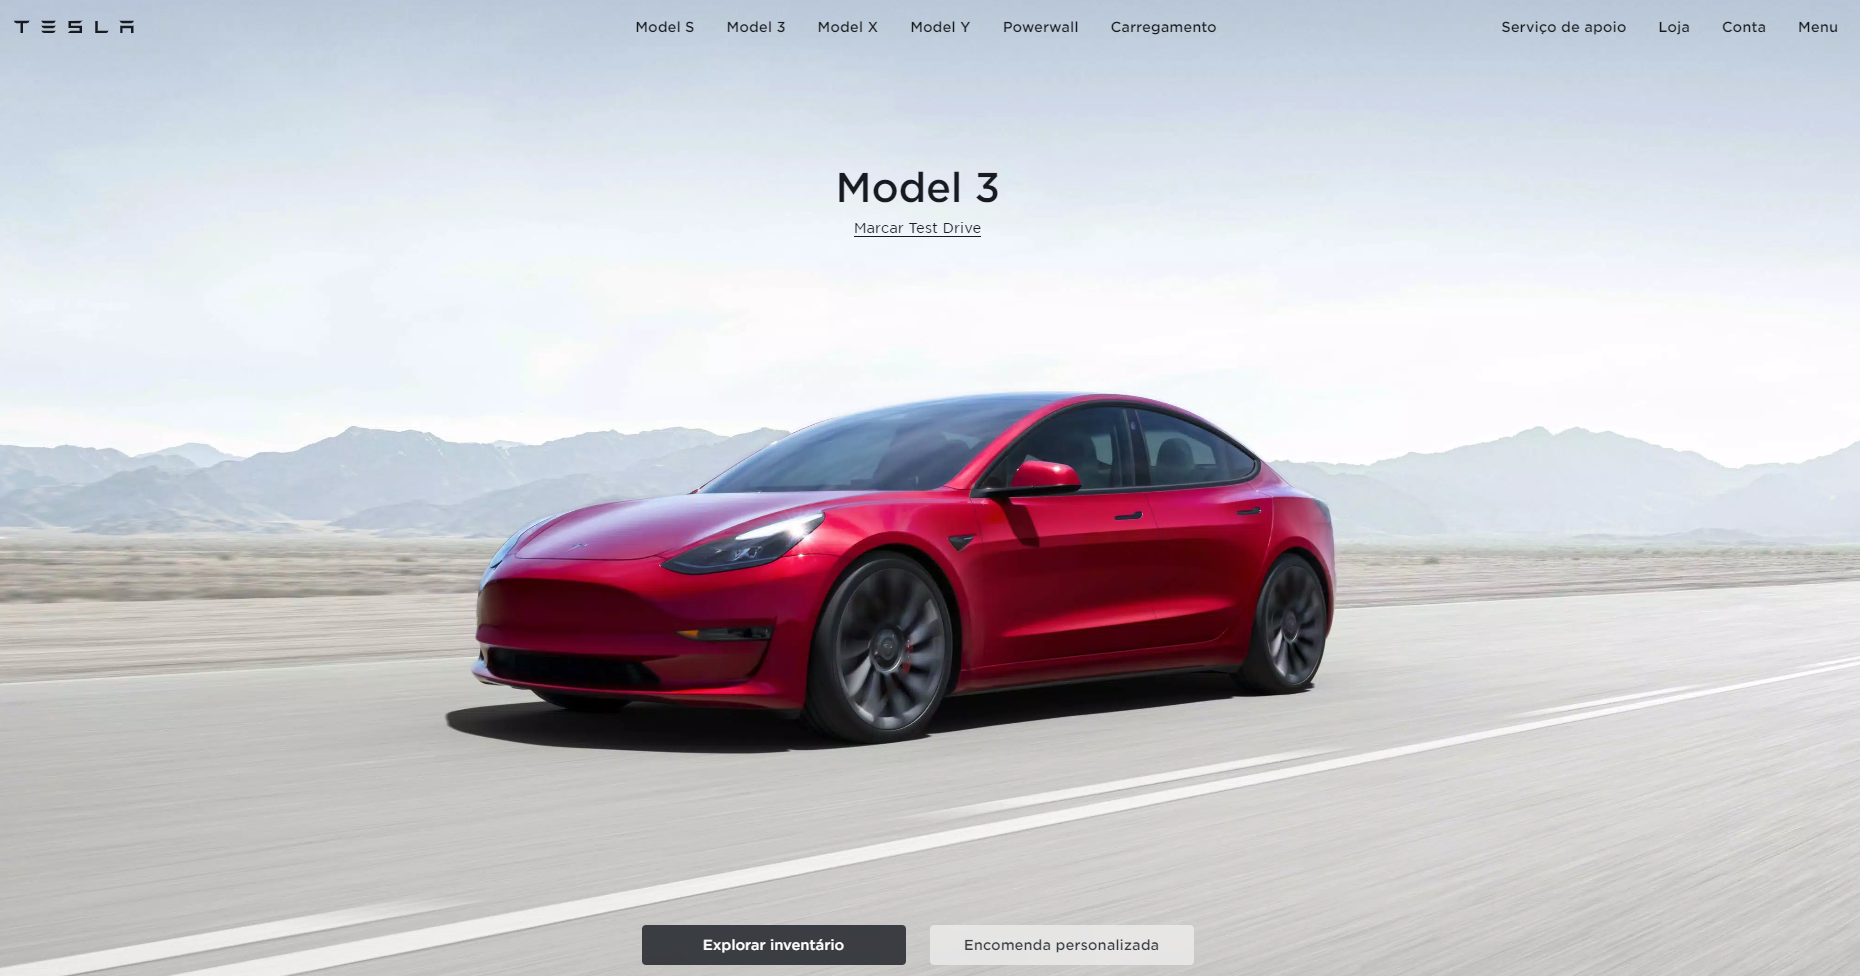 TESLA
Model S Model 3 Model X Model Y Powerwall Carregamento
Serviço de apoio Loja Conta Menu
Model 3
Marcar Test Drive
Explorar inventário
Encomenda personalizada